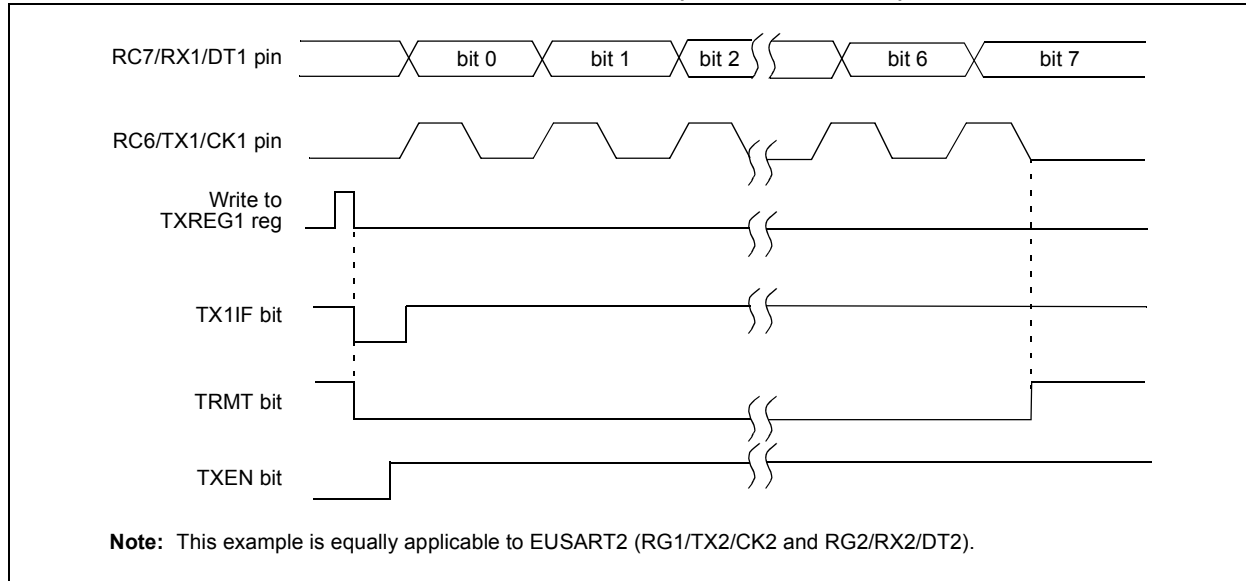 RC7/RX1/DT1 pin
bit 0
bit 1
bit 2
bit 6
bit 7
RC6/TX1/CK1 pin
Write to
TXREG1 reg
TX1IF bit
TRMT bit
TXEN bit
Note: This example is equally applicable to EUSART2 (RG1/TX2/CK2 and RG2/RX2/DT2).